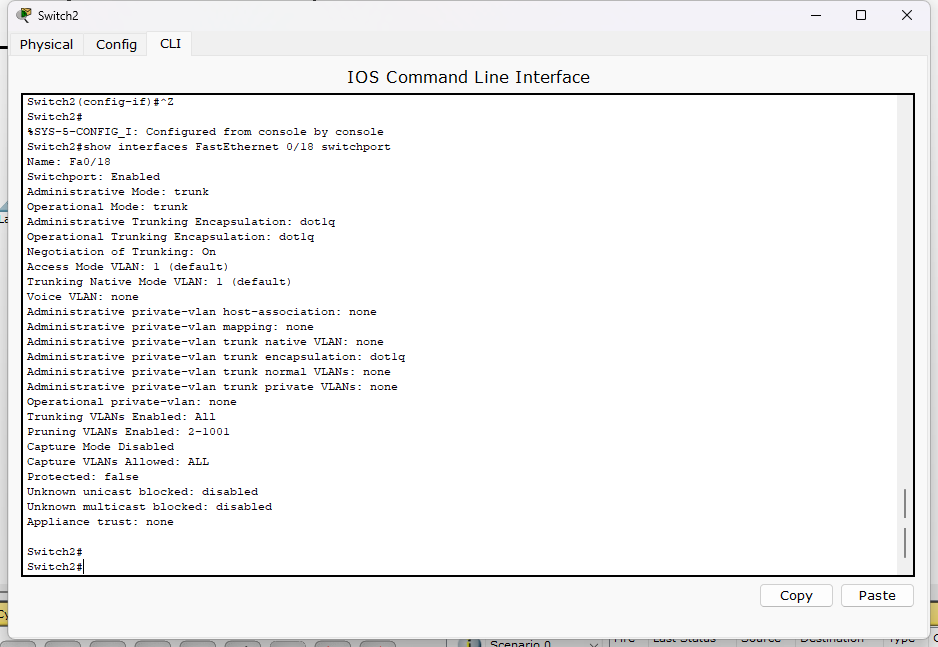 Switch2
Physical
Config
CLI
IOS Command Line Interface
Switch2(config-if)#^Z
Switch2#
%SYS-5-CONFIG_I: Configured from console by console
Switch2#show interfaces FastEthernet 0/18 switchport
Name: Fa0/18
Switchport: Enabled
Administrative Mode: trunk
Operational Mode: trunk
Administrative Trunking Encapsulation: dot1q
Operational Trunking Encapsulation: dot1q
Negotiation of Trunking: On
Access Mode VLAN: 1 (default)
Trunking Native Mode VLAN: 1 (default)
Voice VLAN: none
Administrative private-vlan host-association: none
Administrative private-vlan mapping: none
Administrative private-vlan trunk native VLAN: none
Administrative private-vlan trunk encapsulation: dot1q
Administrative private-vlan trunk normal VLANs: none
Administrative private-vlan trunk private VLANs: none
Operational private-vlan: none
Trunking VLANs Enabled: All
Pruning VLANs Enabled: 2-1001
Capture Mode Disabled
Capture VLANs Allowed: ALL
Protected: false
Unknown unicast blocked: disabled
Unknown multicast blocked: disabled
Appliance trust: none
Switch2#
Switch2#
Copy
Paste
Scenario 0
Fire Last Status Source Destination Type